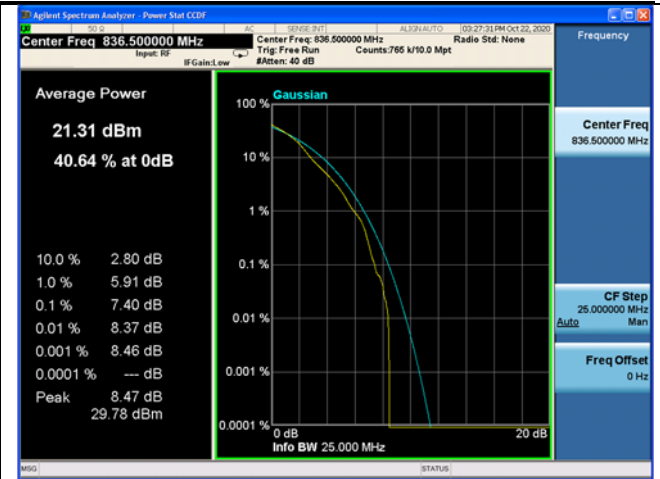 Agilent Spectrum Analyzer - Power Stat CCDF
50 Ω AC SENSE:INT ALIGN AUTO 03:27:31 PM Oct 22, 2020
Center Freq 836.500000 MHz
Input: RF
IFGain:Low
Center Freq: 836.500000 MHz Radio Std: None
Trig: Free Run Counts:765 k/10.0 Mpt
#Atten: 40 dB
Frequency
Center Freq
836.500000 MHz
CF Step
25.000000 MHz
Auto Man
Freq Offset
0 Hz
Average Power
21.31 dBm
40.64 % at 0dB
10.0 % 2.80 dB
1.0 % 5.91 dB
0.1 % 7.40 dB
0.01 % 8.37 dB
0.001 % 8.46 dB
0.0001 % --- dB
Peak 8.47 dB
29.78 dBm
Gaussian
100 %
10 %
1 %
0.1 %
0.01 %
0.001 %
0.0001 %
0 dB 20 dB
Info BW 25.000 MHz
MSG STATUS